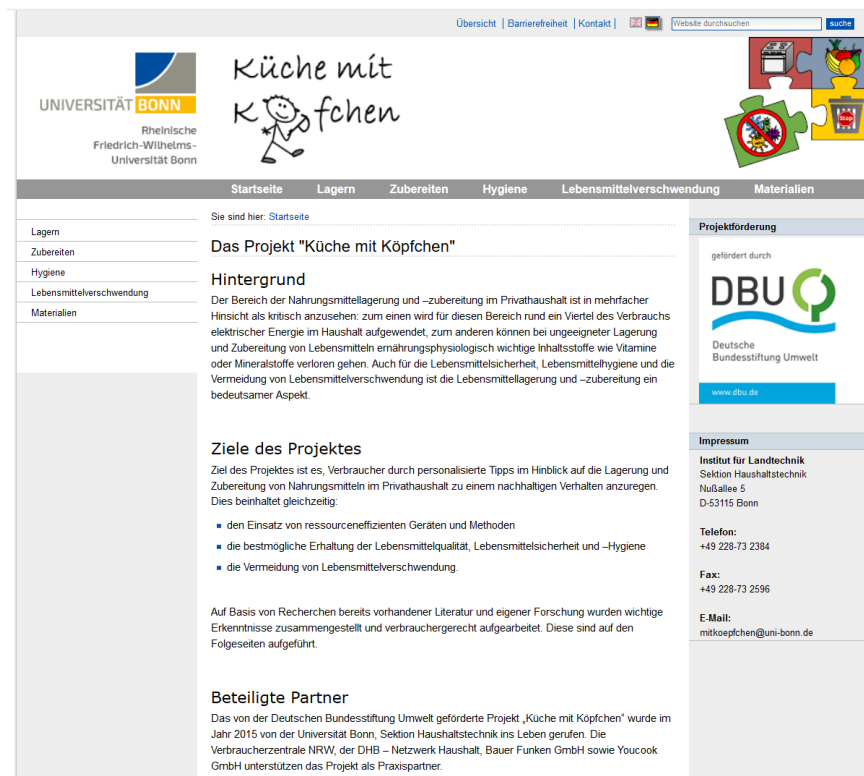 Übersicht | Barrierefreiheit | Kontakt |
Website durchsuchen
suche
UNIVERSITÄT BONN
Rheinische
Friedrich-Wilhelms-
Universität Bonn
Küche mit
Köpfchen
Stop
Startseite Lagern Zubereiten Hygiene Lebensmittelverschwendung Materialien
Lagern
Zubereiten
Hygiene
Lebensmittelverschwendung
Materialien
Sie sind hier: Startseite
Das Projekt "Küche mit Köpfchen"
Hintergrund
Der Bereich der Nahrungsmittellagerung und –zubereitung im Privathaushalt ist in mehrfacher
Hinsicht als kritisch anzusehen: zum einen wird für diesen Bereich rund ein Viertel des Verbrauchs
elektrischer Energie im Haushalt aufgewendet, zum anderen können bei ungeeigneter Lagerung
und Zubereitung von Lebensmitteln ernährungsphysiologisch wichtige Inhaltsstoffe wie Vitamine
oder Mineralstoffe verloren gehen. Auch für die Lebensmittelsicherheit, Lebensmittelhygiene und die
Vermeidung von Lebensmittelverschwendung ist die Lebensmittellagerung und –zubereitung ein
bedeutsamer Aspekt.
Ziele des Projektes
Ziel des Projektes ist es, Verbraucher durch personalisierte Tipps im Hinblick auf die Lagerung und
Zubereitung von Nahrungsmitteln im Privathaushalt zu einem nachhaltigen Verhalten anzuregen.
Dies beinhaltet gleichzeitig:
den Einsatz von ressourceneffizienten Geräten und Methoden
die bestmögliche Erhaltung der Lebensmittelqualität, Lebensmittelsicherheit und –Hygiene
die Vermeidung von Lebensmittelverschwendung.
Auf Basis von Recherchen bereits vorhandener Literatur und eigener Forschung wurden wichtige
Erkenntnisse zusammengestellt und verbrauchergerecht aufgearbeitet. Diese sind auf den
Folgeseiten aufgeführt.
Beteiligte Partner
Das von der Deutschen Bundesstiftung Umwelt geförderte Projekt „Küche mit Köpfchen“ wurde im
Jahr 2015 von der Universität Bonn, Sektion Haushaltstechnik ins Leben gerufen. Die
Verbraucherzentrale NRW, der DHB – Netzwerk Haushalt, Bauer Funken GmbH sowie Youcook
GmbH unterstützen das Projekt als Praxispartner.
Projektförderung
gefördert durch
DBU
Deutsche
Bundesstiftung Umwelt
www.dbu.de
Impressum
Institut für Landtechnik
Sektion Haushaltstechnik
Nußallee 5
D-53115 Bonn
Telefon:
+49 228-73 2384
Fax:
+49 228-73 2596
E-Mail:
mitkoepfchen@uni-bonn.de